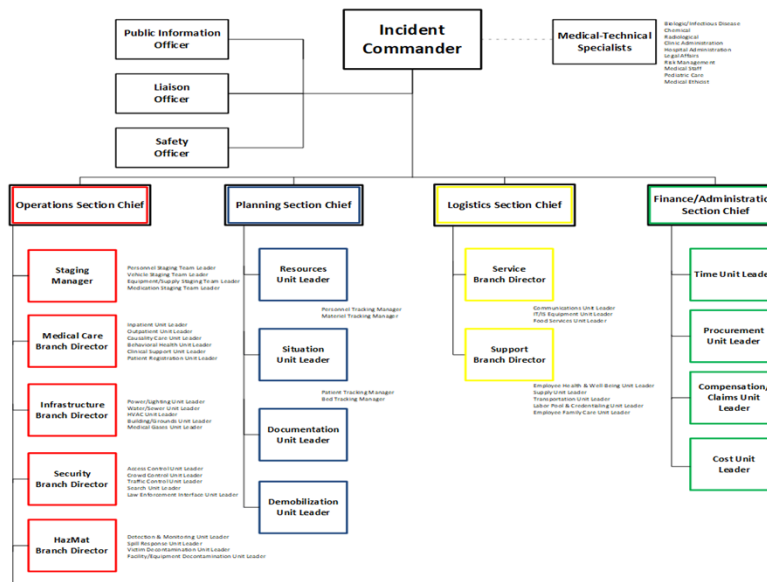 Public Information
Officer
Liaison
Officer
Safety
Officer
Incident
Commander
Medical-Technical
Specialists
Biologic/Infectious Disease
Chemical
Radiological
Clinic Administration
Hospital Administration
Legal Affairs
Risk Management
Medical Staff
Pediatric Care
Medical Ethicist
Operations Section Chief
Planning Section Chief
Logistics Section Chief
Finance/Administration
Section Chief
Staging
Manager
Personnel Staging Team Leader
Vehicle Staging Team Leader
Equipment/Supply Staging Team Leader
Medication Staging Team Leader
Medical Care
Branch Director
Inpatient Unit Leader
Outpatient Unit Leader
Causality Care Unit Leader
Behavioral Health Unit Leader
Clinical Support Unit Leader
Patient Registration Unit Leader
Infrastructure
Branch Director
Power/Lighting Unit Leader
Water/Sewer Unit Leader
HVAC Unit Leader
Building/Grounds Unit Leader
Medical Gases Unit Leader
Security
Branch Director
Access Control Unit Leader
Crowd Control Unit Leader
Traffic Control Unit Leader
Search Unit Leader
Law Enforcement Interface Unit Leader
HazMat
Branch Director
Detection & Monitoring Unit Leader
Spill Response Unit Leader
Victim Decontamination Unit Leader
Facility/Equipment Decontamination Unit Leader
Resources
Unit Leader
Personnel Tracking Manager
Materiel Tracking Manager
Situation
Unit Leader
Patient Tracking Manager
Bed Tracking Manager
Documentation
Unit Leader
Demobilization
Unit Leader
Service
Branch Director
Communications Unit Leader
IT/IS Equipment Unit Leader
Food Services Unit Leader
Support
Branch Director
Employee Health & Well-Being Unit Leader
Supply Unit Leader
Transportation Unit Leader
Labor Pool & Credentialing Unit Leader
Employee Family Care Unit Leader
Time Unit Leader
Procurement
Unit Leader
Compensation/
Claims Unit
Leader
Cost Unit
Leader